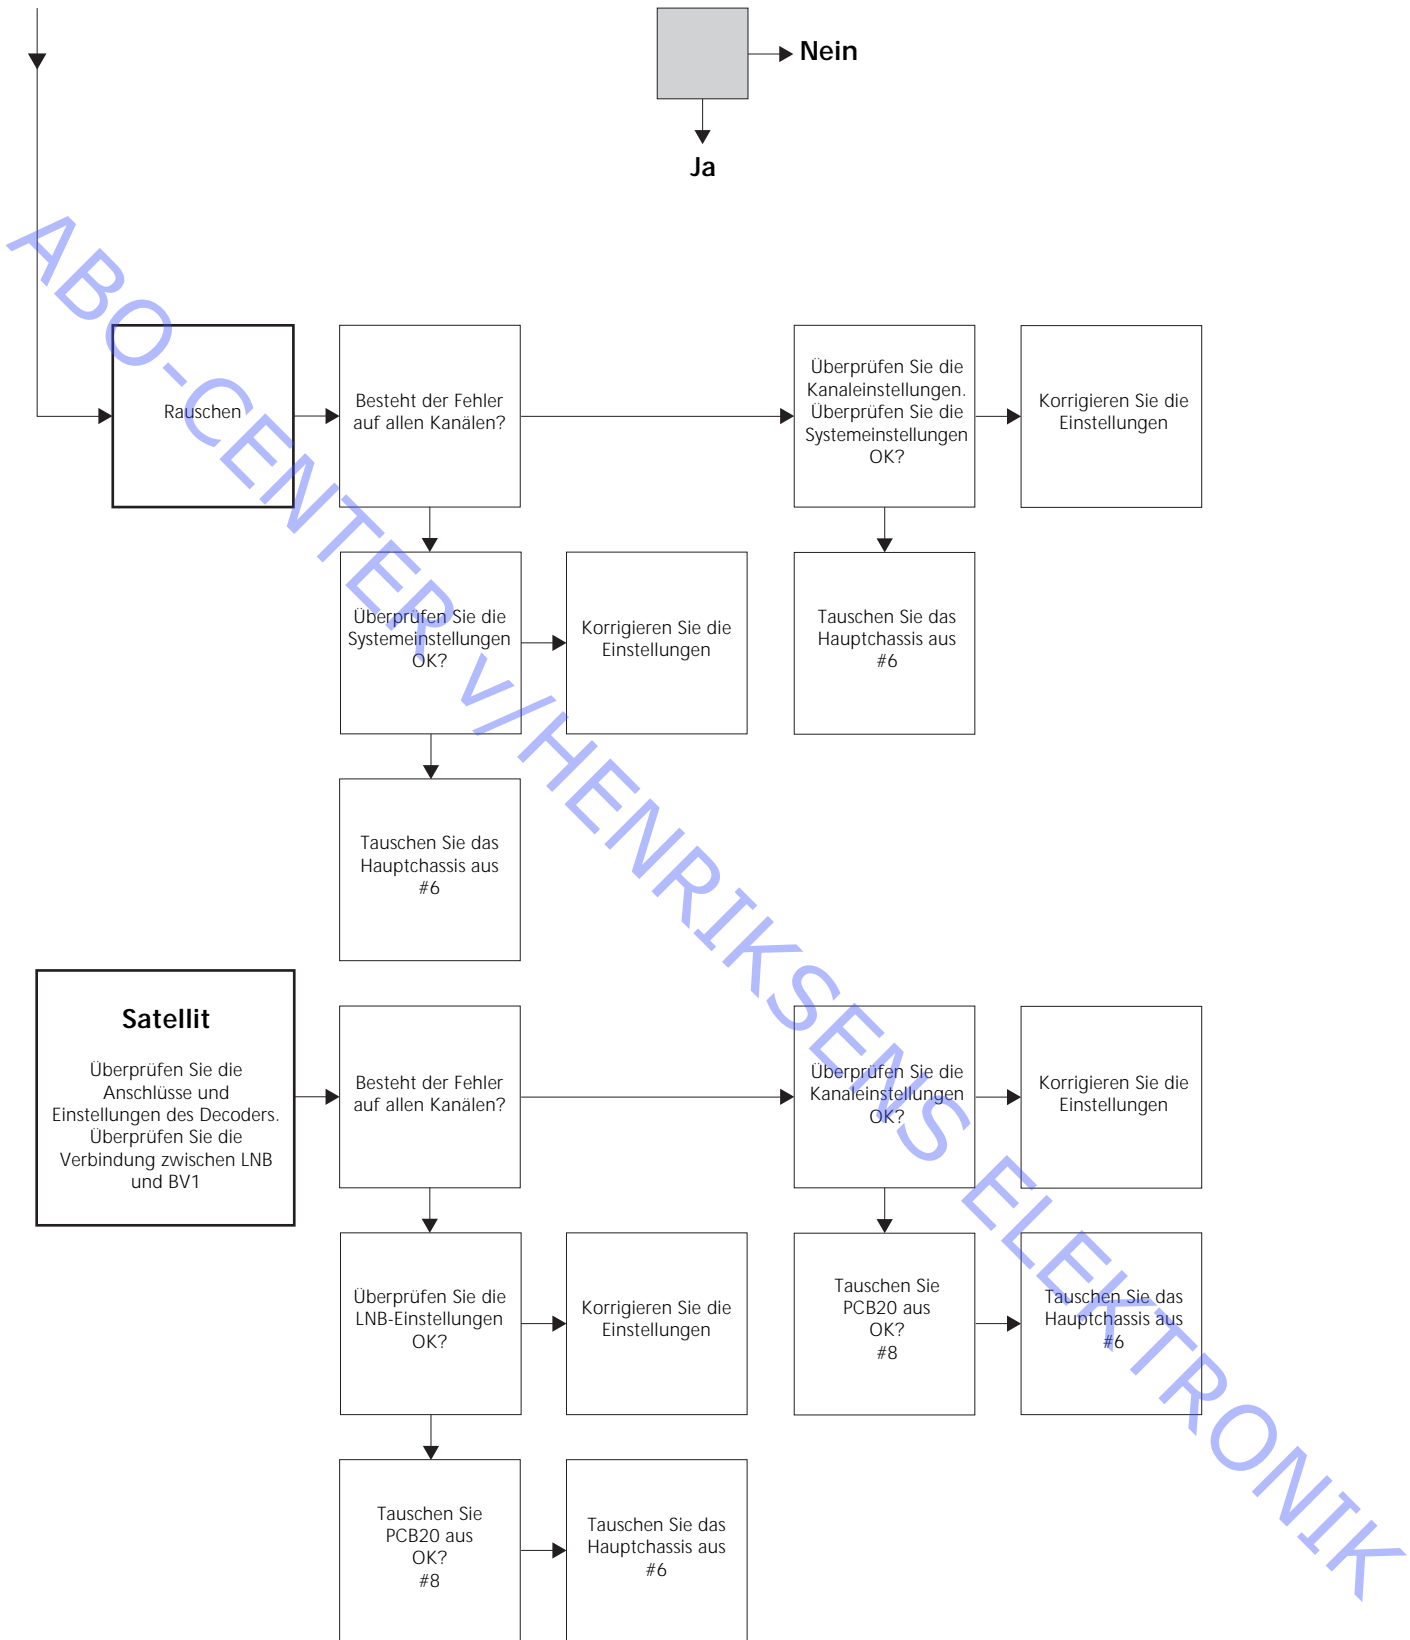 Nein
Ja
Rauschen
Besteht der Fehler
auf allen Kanälen?
Überprüfen Sie die
Kanaleinstellungen.
Überprüfen Sie die
Systemeinstellungen
OK?
Korrigieren Sie die
Einstellungen
Überprüfen Sie die
Systemeinstellungen
OK?
Korrigieren Sie die
Einstellungen
Tauschen Sie das
Hauptchassis aus
#6
Tauschen Sie das
Hauptchassis aus
#6
Satellit
Überprüfen Sie die
Anschlüsse und
Einstellungen des Decoders.
Überprüfen Sie die
Verbindung zwischen LNB
und BV1
Besteht der Fehler
auf allen Kanälen?
Überprüfen Sie die
Kanaleinstellungen
OK?
Korrigieren Sie die
Einstellungen
Überprüfen Sie die
LNB-Einstellungen
OK?
Korrigieren Sie die
Einstellungen
Tauschen Sie
PCB20 aus
OK?
#8
Tauschen Sie das
Hauptchassis aus
#6
Tauschen Sie
PCB20 aus
OK?
#8
Tauschen Sie das
Hauptchassis aus
#6
ABO-CENTER v/HENRIKSENS ELEKTRONIK